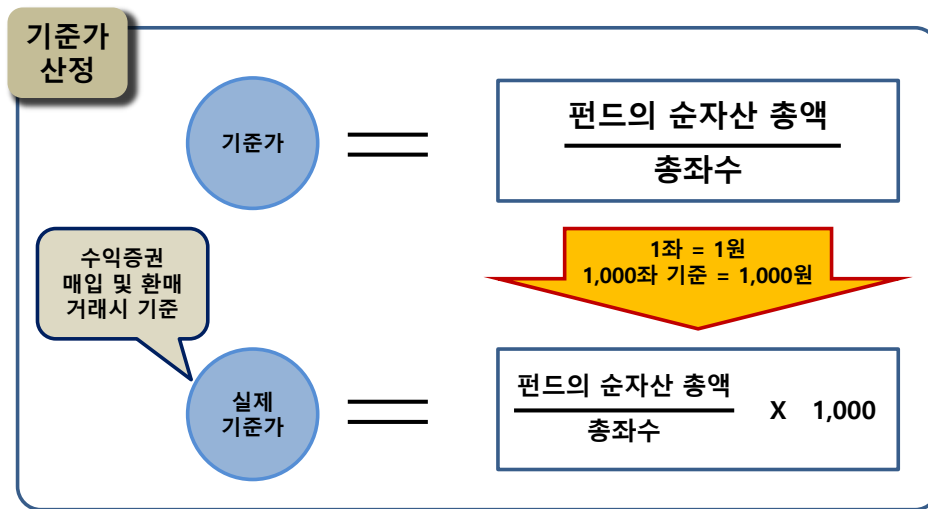 기준가
산정
기준가
펀드의 순자산 총액
총좌수
1좌 = 1원
1,000좌 기준 = 1,000원
수익증권
매입 및 환매
거래시 기준
실제
기준가
펀드의 순자산 총액
총좌수
X 1,000